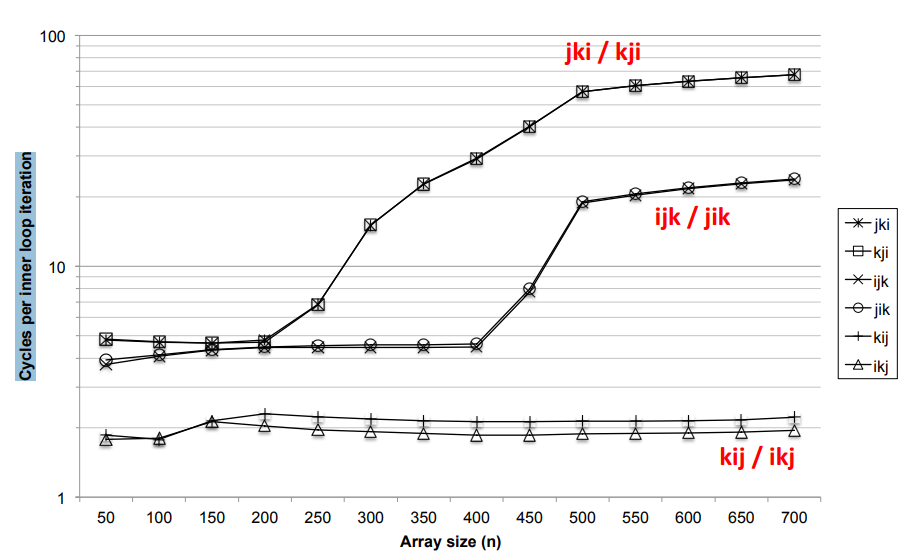 100
jki / kji
10
ijk / jik
1
kij / ikj
Cycles per inner loop iteration
50 100 150 200 250 300 350 400 450 500 550 600 650 700
Array size (n)
jki
kji
ijk
jik
kij
ikj